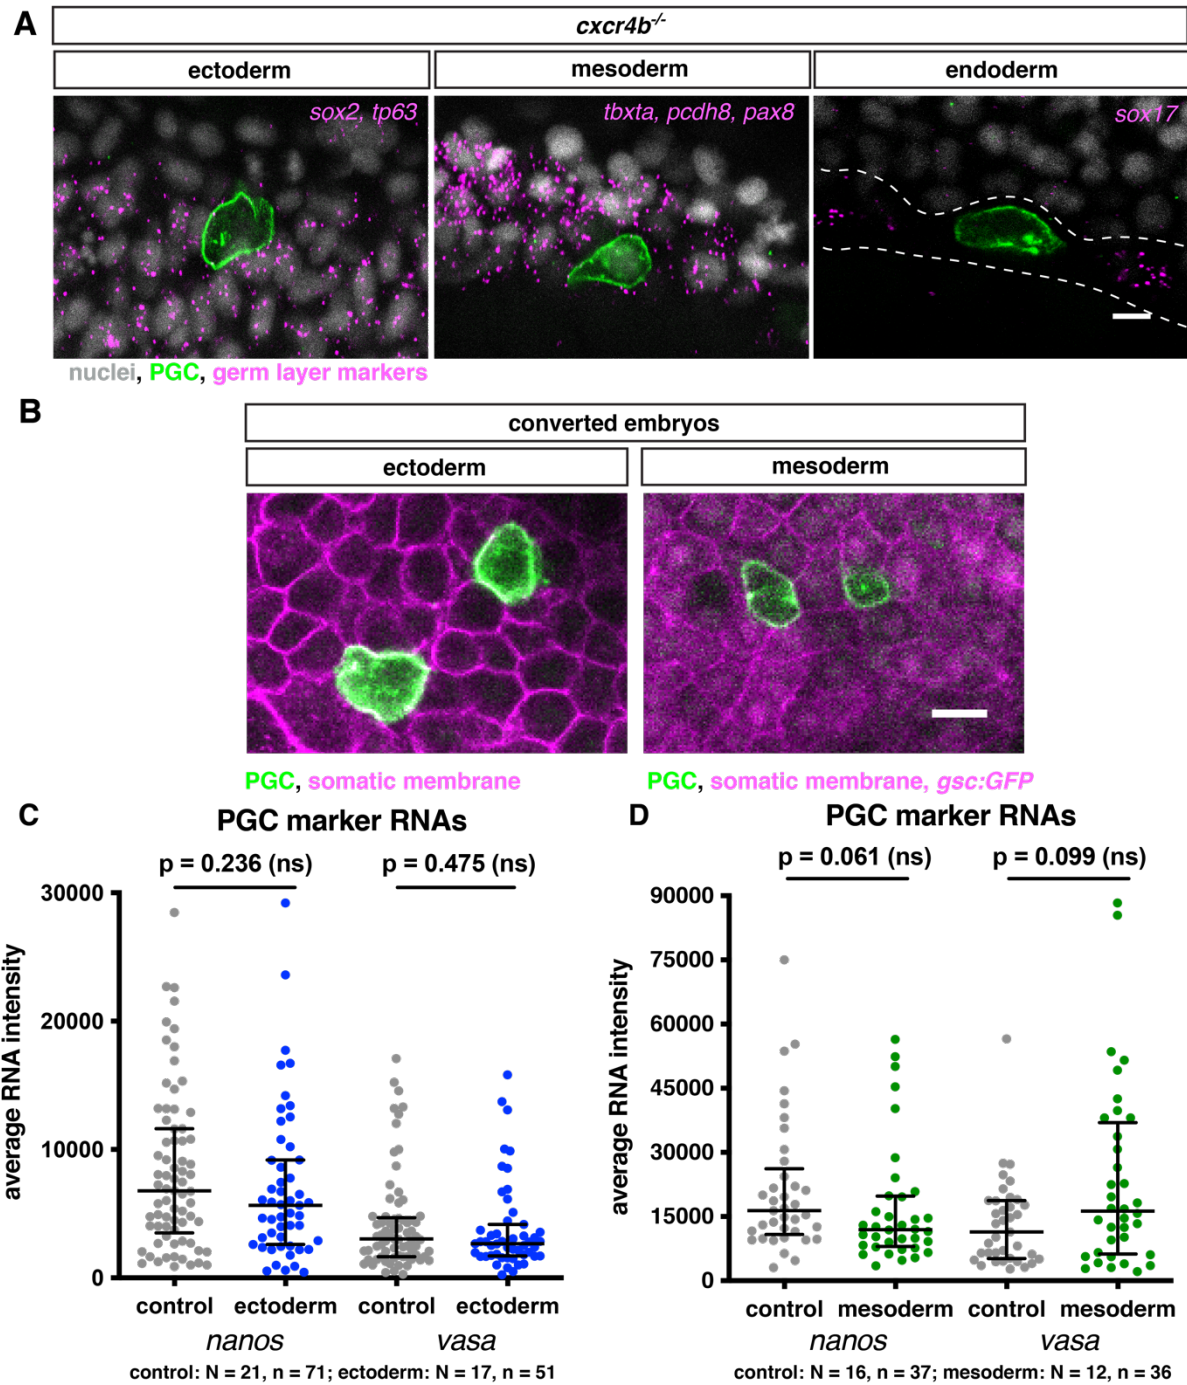 A
cxcr4b-/-
ectoderm
mesoderm
endoderm
sox2, tp63
tbxta, pcdh8, pax8
sox17
nuclei, PGC, germ layer markers
B
converted embryos
ectoderm
mesoderm
PGC, somatic membrane
PGC, somatic membrane, gsc:GFP
C
PGC marker RNAs
p = 0.236 (ns)
p = 0.475 (ns)
average RNA intensity
30000
20000
10000
0
control
ectoderm
control
ectoderm
nanos
vasa
control: N = 21, n = 71; ectoderm: N = 17, n = 51
D
PGC marker RNAs
p = 0.061 (ns)
p = 0.099 (ns)
average RNA intensity
90000
75000
60000
45000
30000
15000
0
control
mesoderm
control
mesoderm
nanos
vasa
control: N = 16, n = 37; mesoderm: N = 12, n = 36